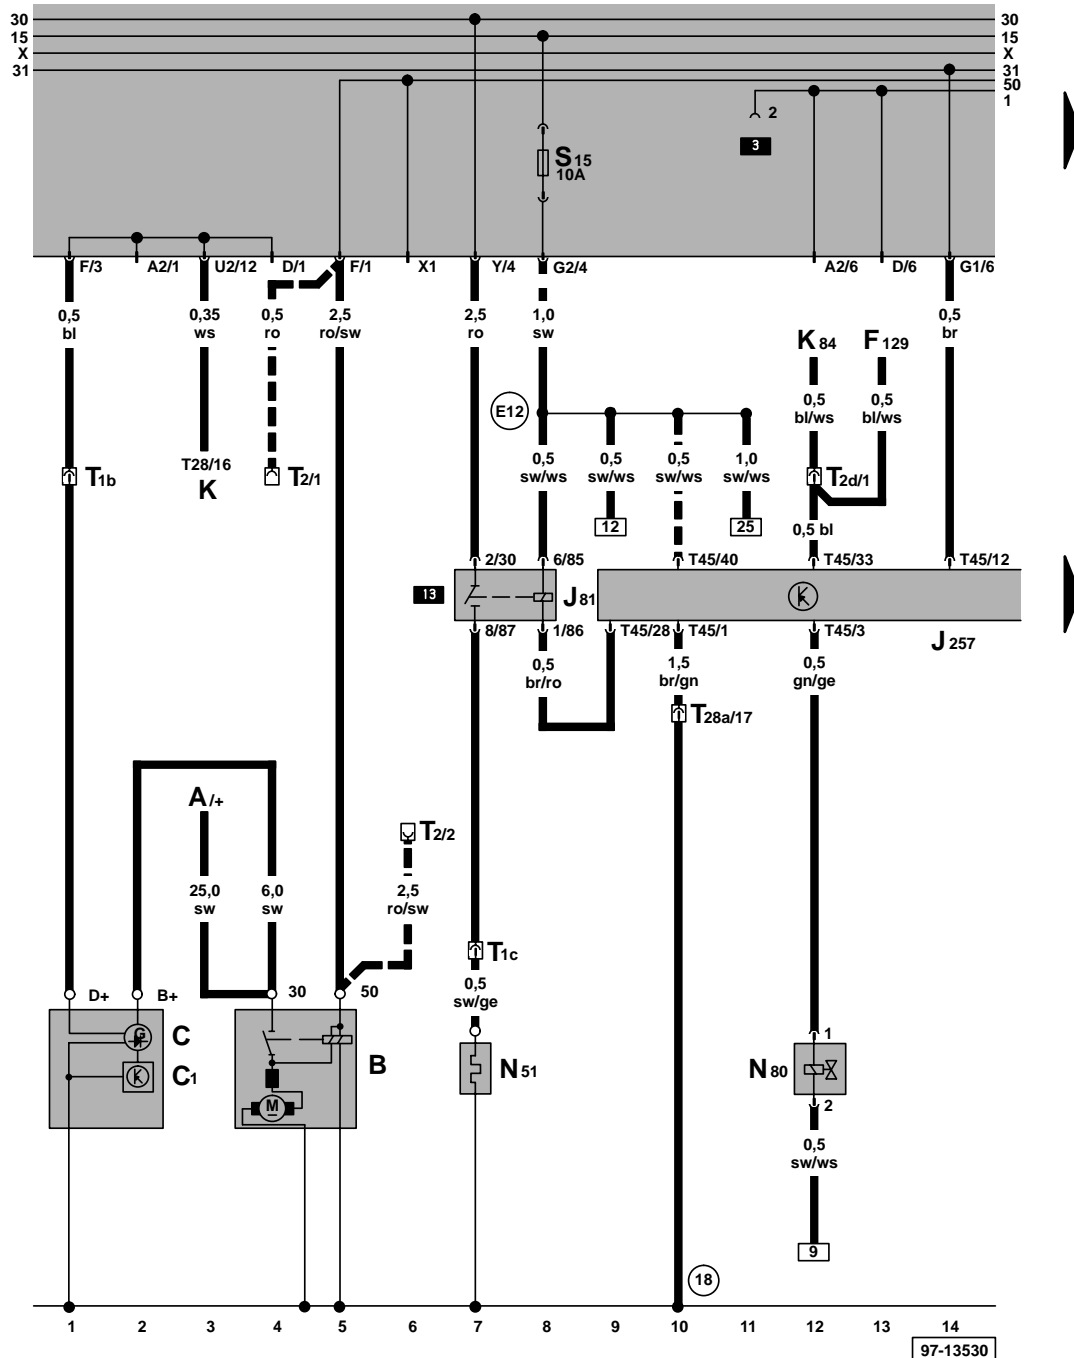 30 30
15 15
X X
31 31
50
1
2
3
S15
10A
F/3 A2/1 U2/12 D/1 F/1 X1 Y/4 G2/4 A2/6 D/6 G1/6
0,5 0,35 0,5 2,5 2,5 1,0 0,5
bl ws ro ro/sw ro sw br
K84 F129
0,5 0,5
bl/ws bl/ws
E12
0,5 0,5 0,5 1,0
sw/ws sw/ws sw/ws sw/ws
T1b T28/16 T2/1 T2d/1
K
12 25 0,5 bl
2/30 6/85 T45/40 T45/33 T45/12
13 J81
8/87 1/86 T45/28 T45/1 T45/3 J257
0,5 1,5 0,5
br/ro br/gn gn/ge
T28a/17
A/+
T2/2
25,0 6,0 2,5
sw sw ro/sw
T1c
0,5
sw/ge
D+ B+ 30 50
1
G C
K C1
M
B N51 N80
2
0,5
sw/ws
9
18
1 2 3 4 5 6 7 8 9 10 11 12 13 14
97-13530